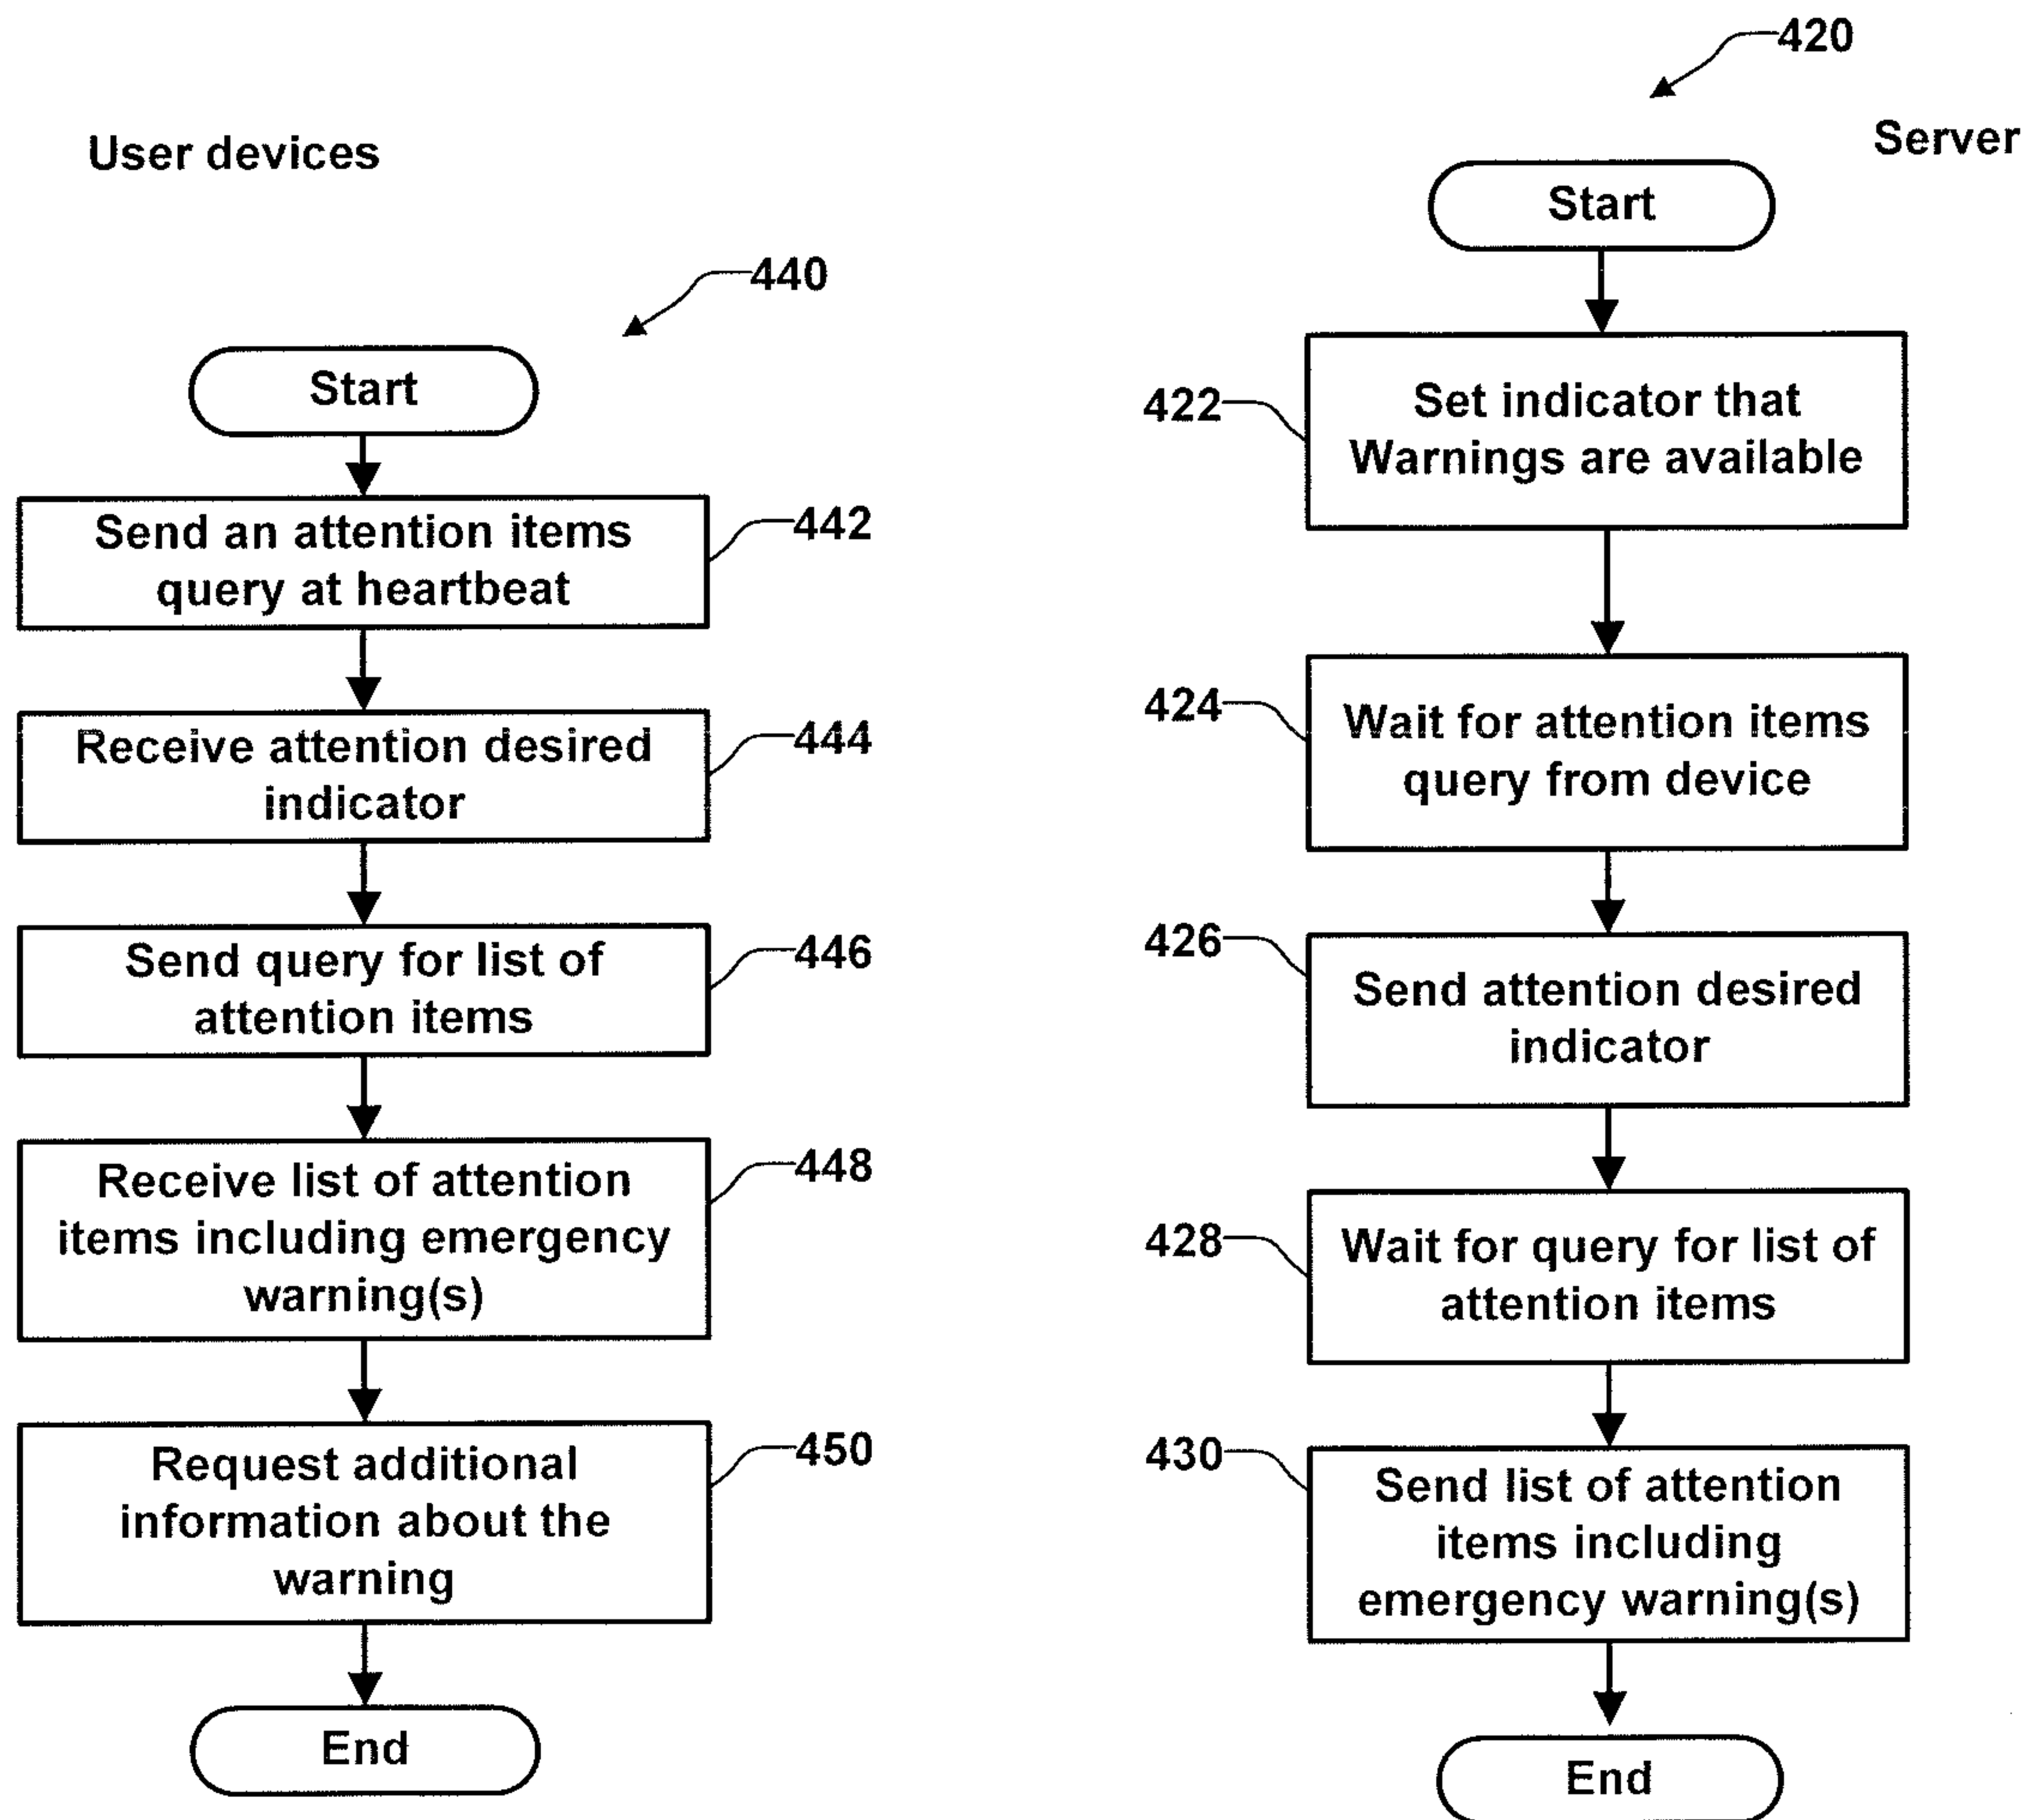 User devices
440
Start
Send an attention items
query at heartbeat
442
Receive attention desired
indicator
444
Send query for list of
attention items
446
Receive list of attention
items including emergency
warning(s)
448
Request additional
information about the
warning
450
End
420
Server
Start
422
Set indicator that
Warnings are available
424
Wait for attention items
query from device
426
Send attention desired
indicator
428
Wait for query for list of
attention items
430
Send list of attention
items including
emergency warning(s)
End